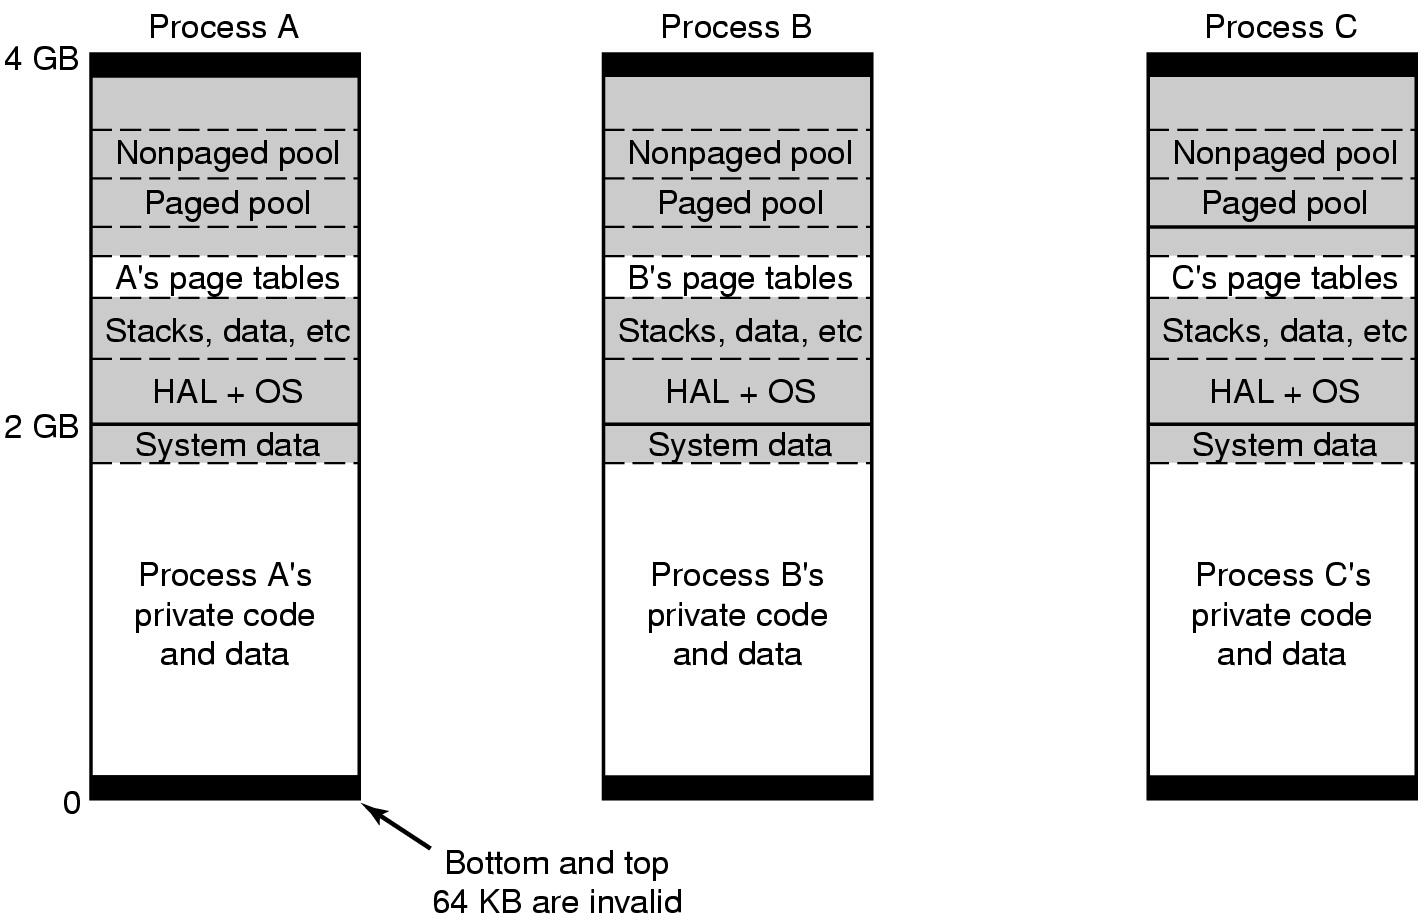 Process A
Process B
Process C
4 GB
Nonpaged pool
Nonpaged pool
Nonpaged pool
Paged pool
Paged pool
Paged pool
A's page tables
B's page tables
C's page tables
Stacks, data, etc
Stacks, data, etc
Stacks, data, etc
HAL + OS
HAL + OS
HAL + OS
2 GB
System data
System data
System data
Process A's
private code
and data
Process B's
private code
and data
Process C's
private code
and data
0
Bottom and top
64 KB are invalid